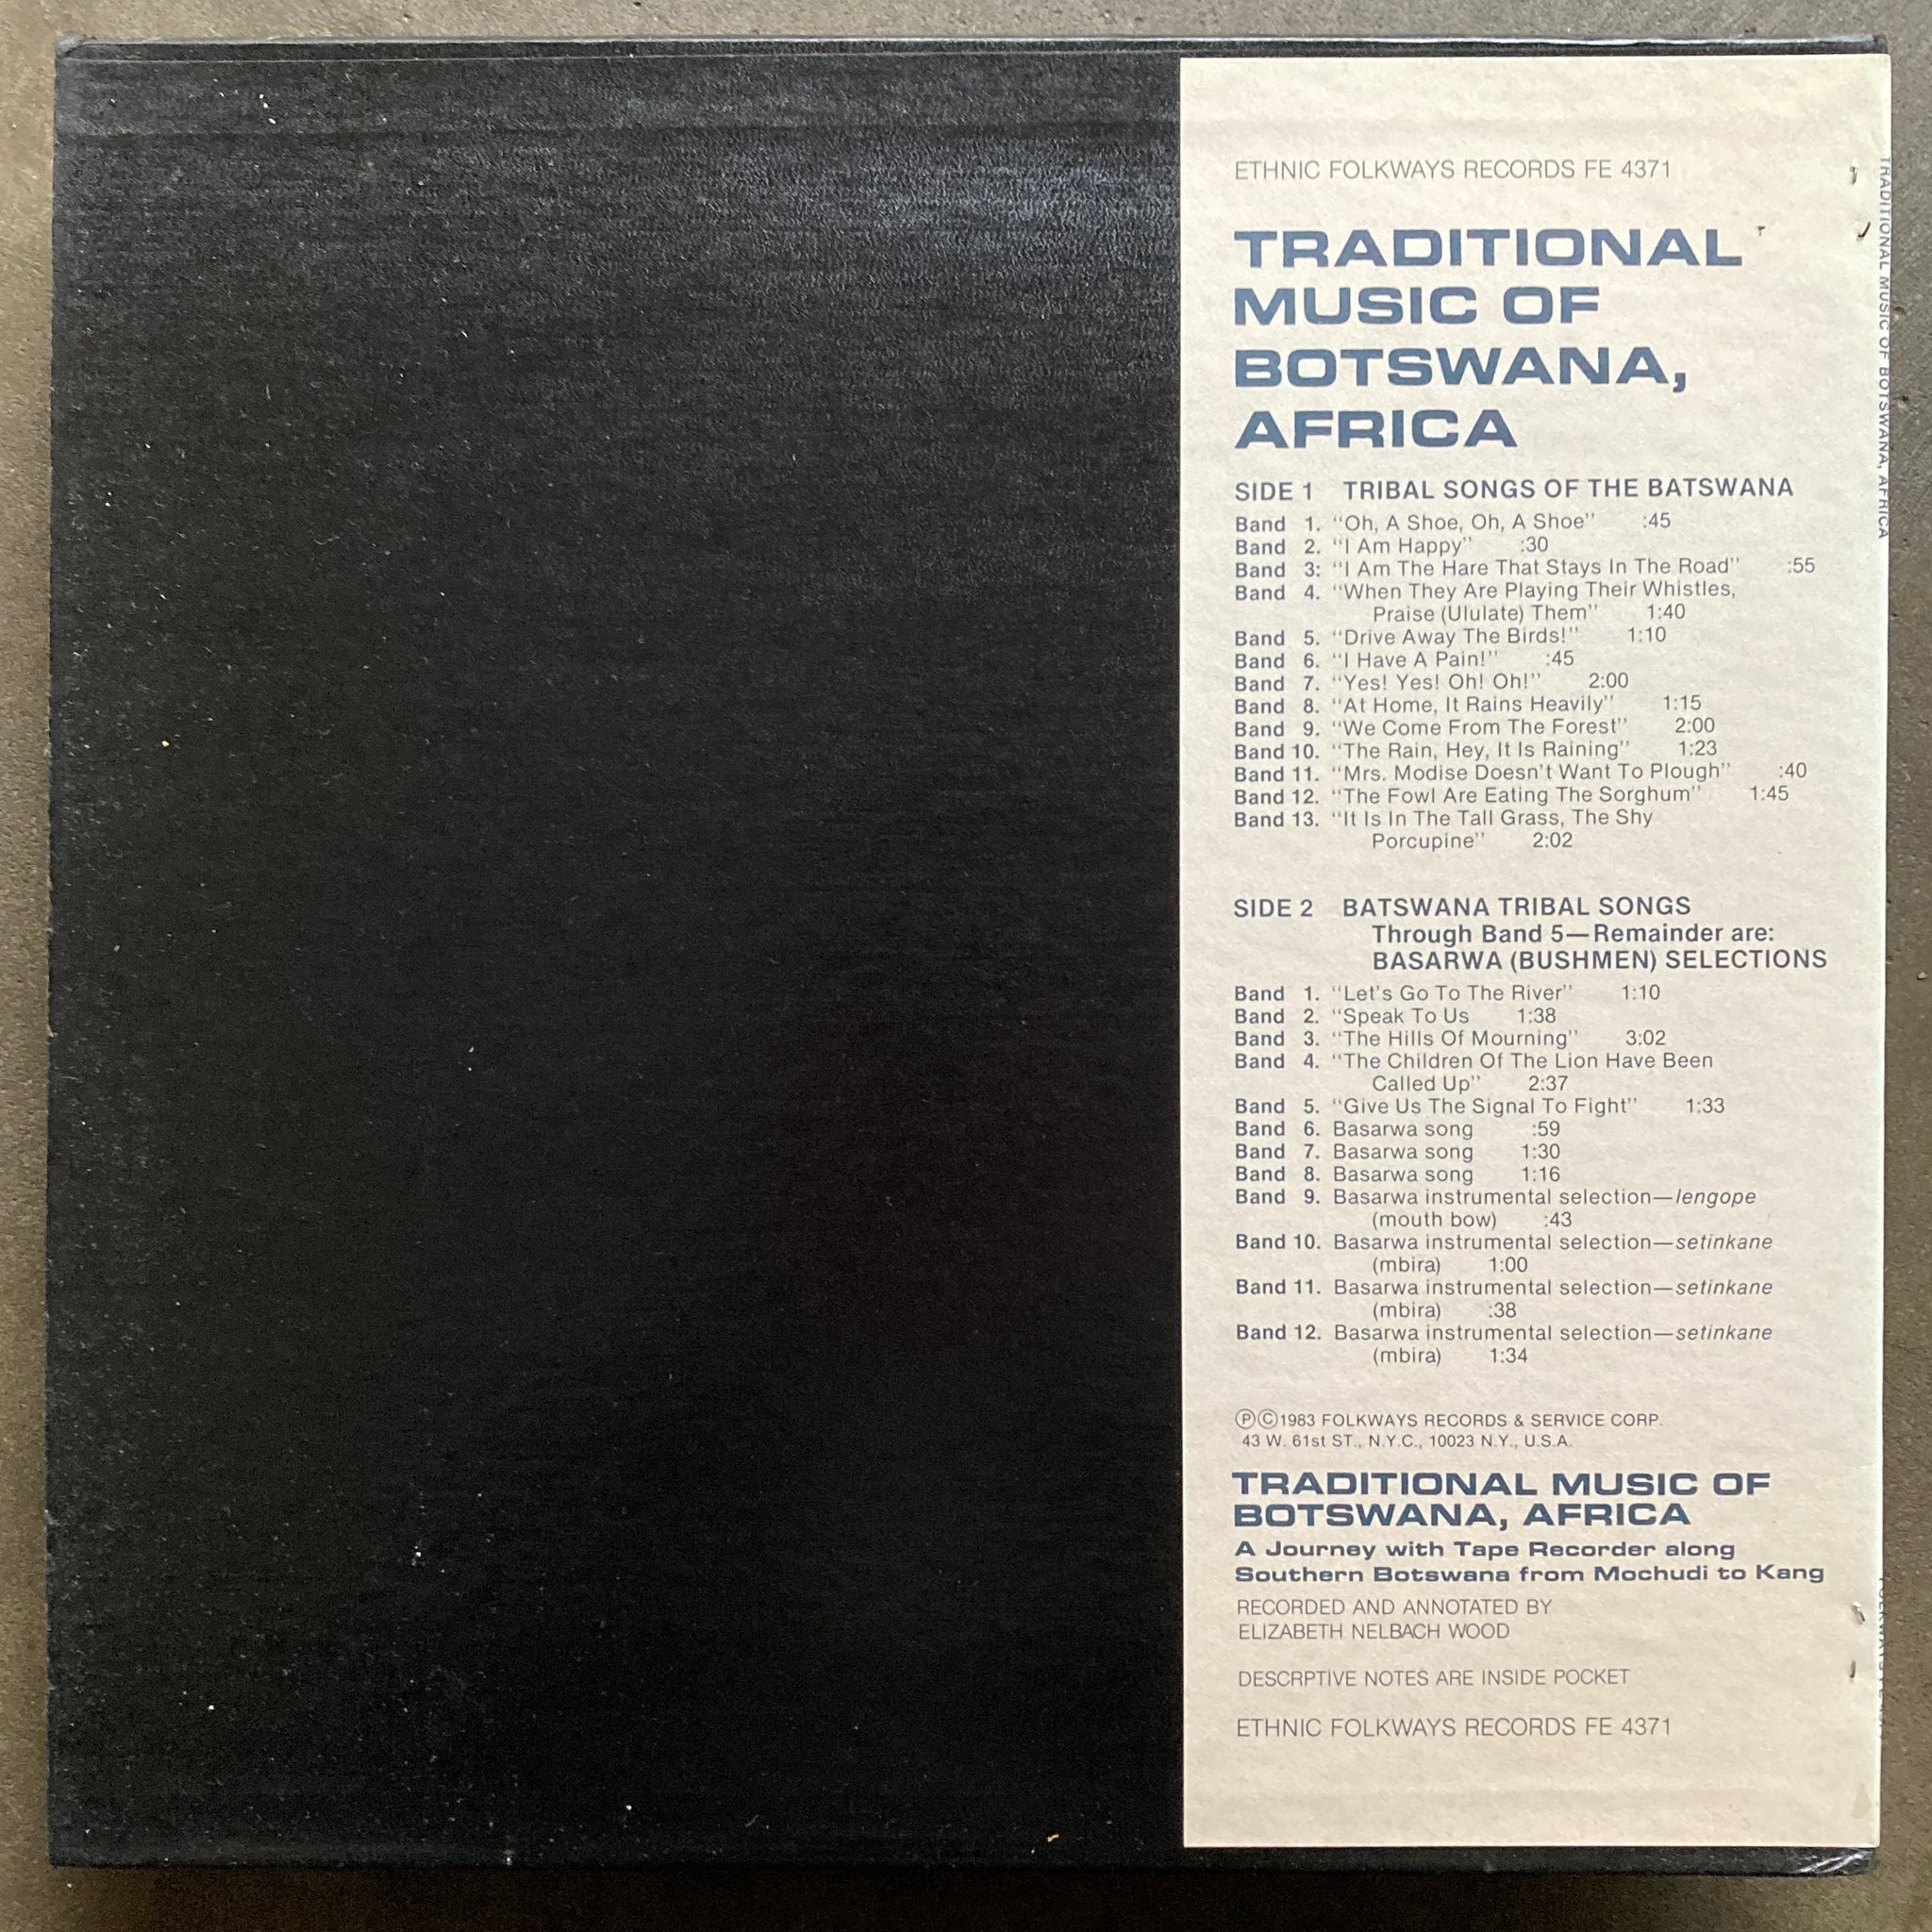 ETHNIC FOLKWAYS RECORDS FE 4371
TRADITIONAL
MUSIC OF
BOTSWANA,
AFRICA
SIDE 1 TRIBAL SONGS OF THE BATSWANA
Band 1. "Oh, A Shoe, Oh, A Shoe" :45
Band 2. "I Am Happy" :30
Band 3: "I Am The Hare That Stays In The Road" :55
Band 4. "When They Are Playing Their Whistles,
Praise (Ululate) Them" 1:40
Band 5. "Drive Away The Birds!" 1:10
Band 6. "I Have A Pain!" :45
Band 7. "Yes! Yes! Oh! Oh!" 2:00
Band 8. "At Home, It Rains Heavily" 1:15
Band 9. "We Come From The Forest" 2:00
Band 10. "The Rain, Hey, It Is Raining" 1:23
Band 11. "Mrs. Modise Doesn't Want To Plough" :40
Band 12. "The Fowl Are Eating The Sorghum" 1:45
Band 13. "It Is In The Tall Grass, The Shy
Porcupine" 2:02
SIDE 2 BATSWANA TRIBAL SONGS
Through Band 5—Remainder are:
BASARWA (BUSHMEN) SELECTIONS
Band 1. "Let's Go To The River" 1:10
Band 2. "Speak To Us 1:38
Band 3. "The Hills Of Mourning" 3:02
Band 4. "The Children Of The Lion Have Been
Called Up" 2:37
Band 5. "Give Us The Signal To Fight" 1:33
Band 6. Basarwa song :59
Band 7. Basarwa song 1:30
Band 8. Basarwa song 1:16
Band 9. Basarwa instrumental selection—lengope
(mouth bow) :43
Band 10. Basarwa instrumental selection—setinkane
(mbira) 1:00
Band 11. Basarwa instrumental selection—setinkane
(mbira) :38
Band 12. Basarwa instrumental selection—setinkane
(mbira) 1:34
ⓅⒸ1983 FOLKWAYS RECORDS & SERVICE CORP.
43 W. 61st ST., N.Y.C., 10023 N.Y., U.S.A.
TRADITIONAL MUSIC OF
BOTSWANA, AFRICA
A Journey with Tape Recorder along
Southern Botswana from Mochudi to Kang
RECORDED AND ANNOTATED BY
ELIZABETH NELBACH WOOD
DESCRPTIVE NOTES ARE INSIDE POCKET
ETHNIC FOLKWAYS RECORDS FE 4371
TRADITIONAL MUSIC OF BOTSWANA, AFRICA